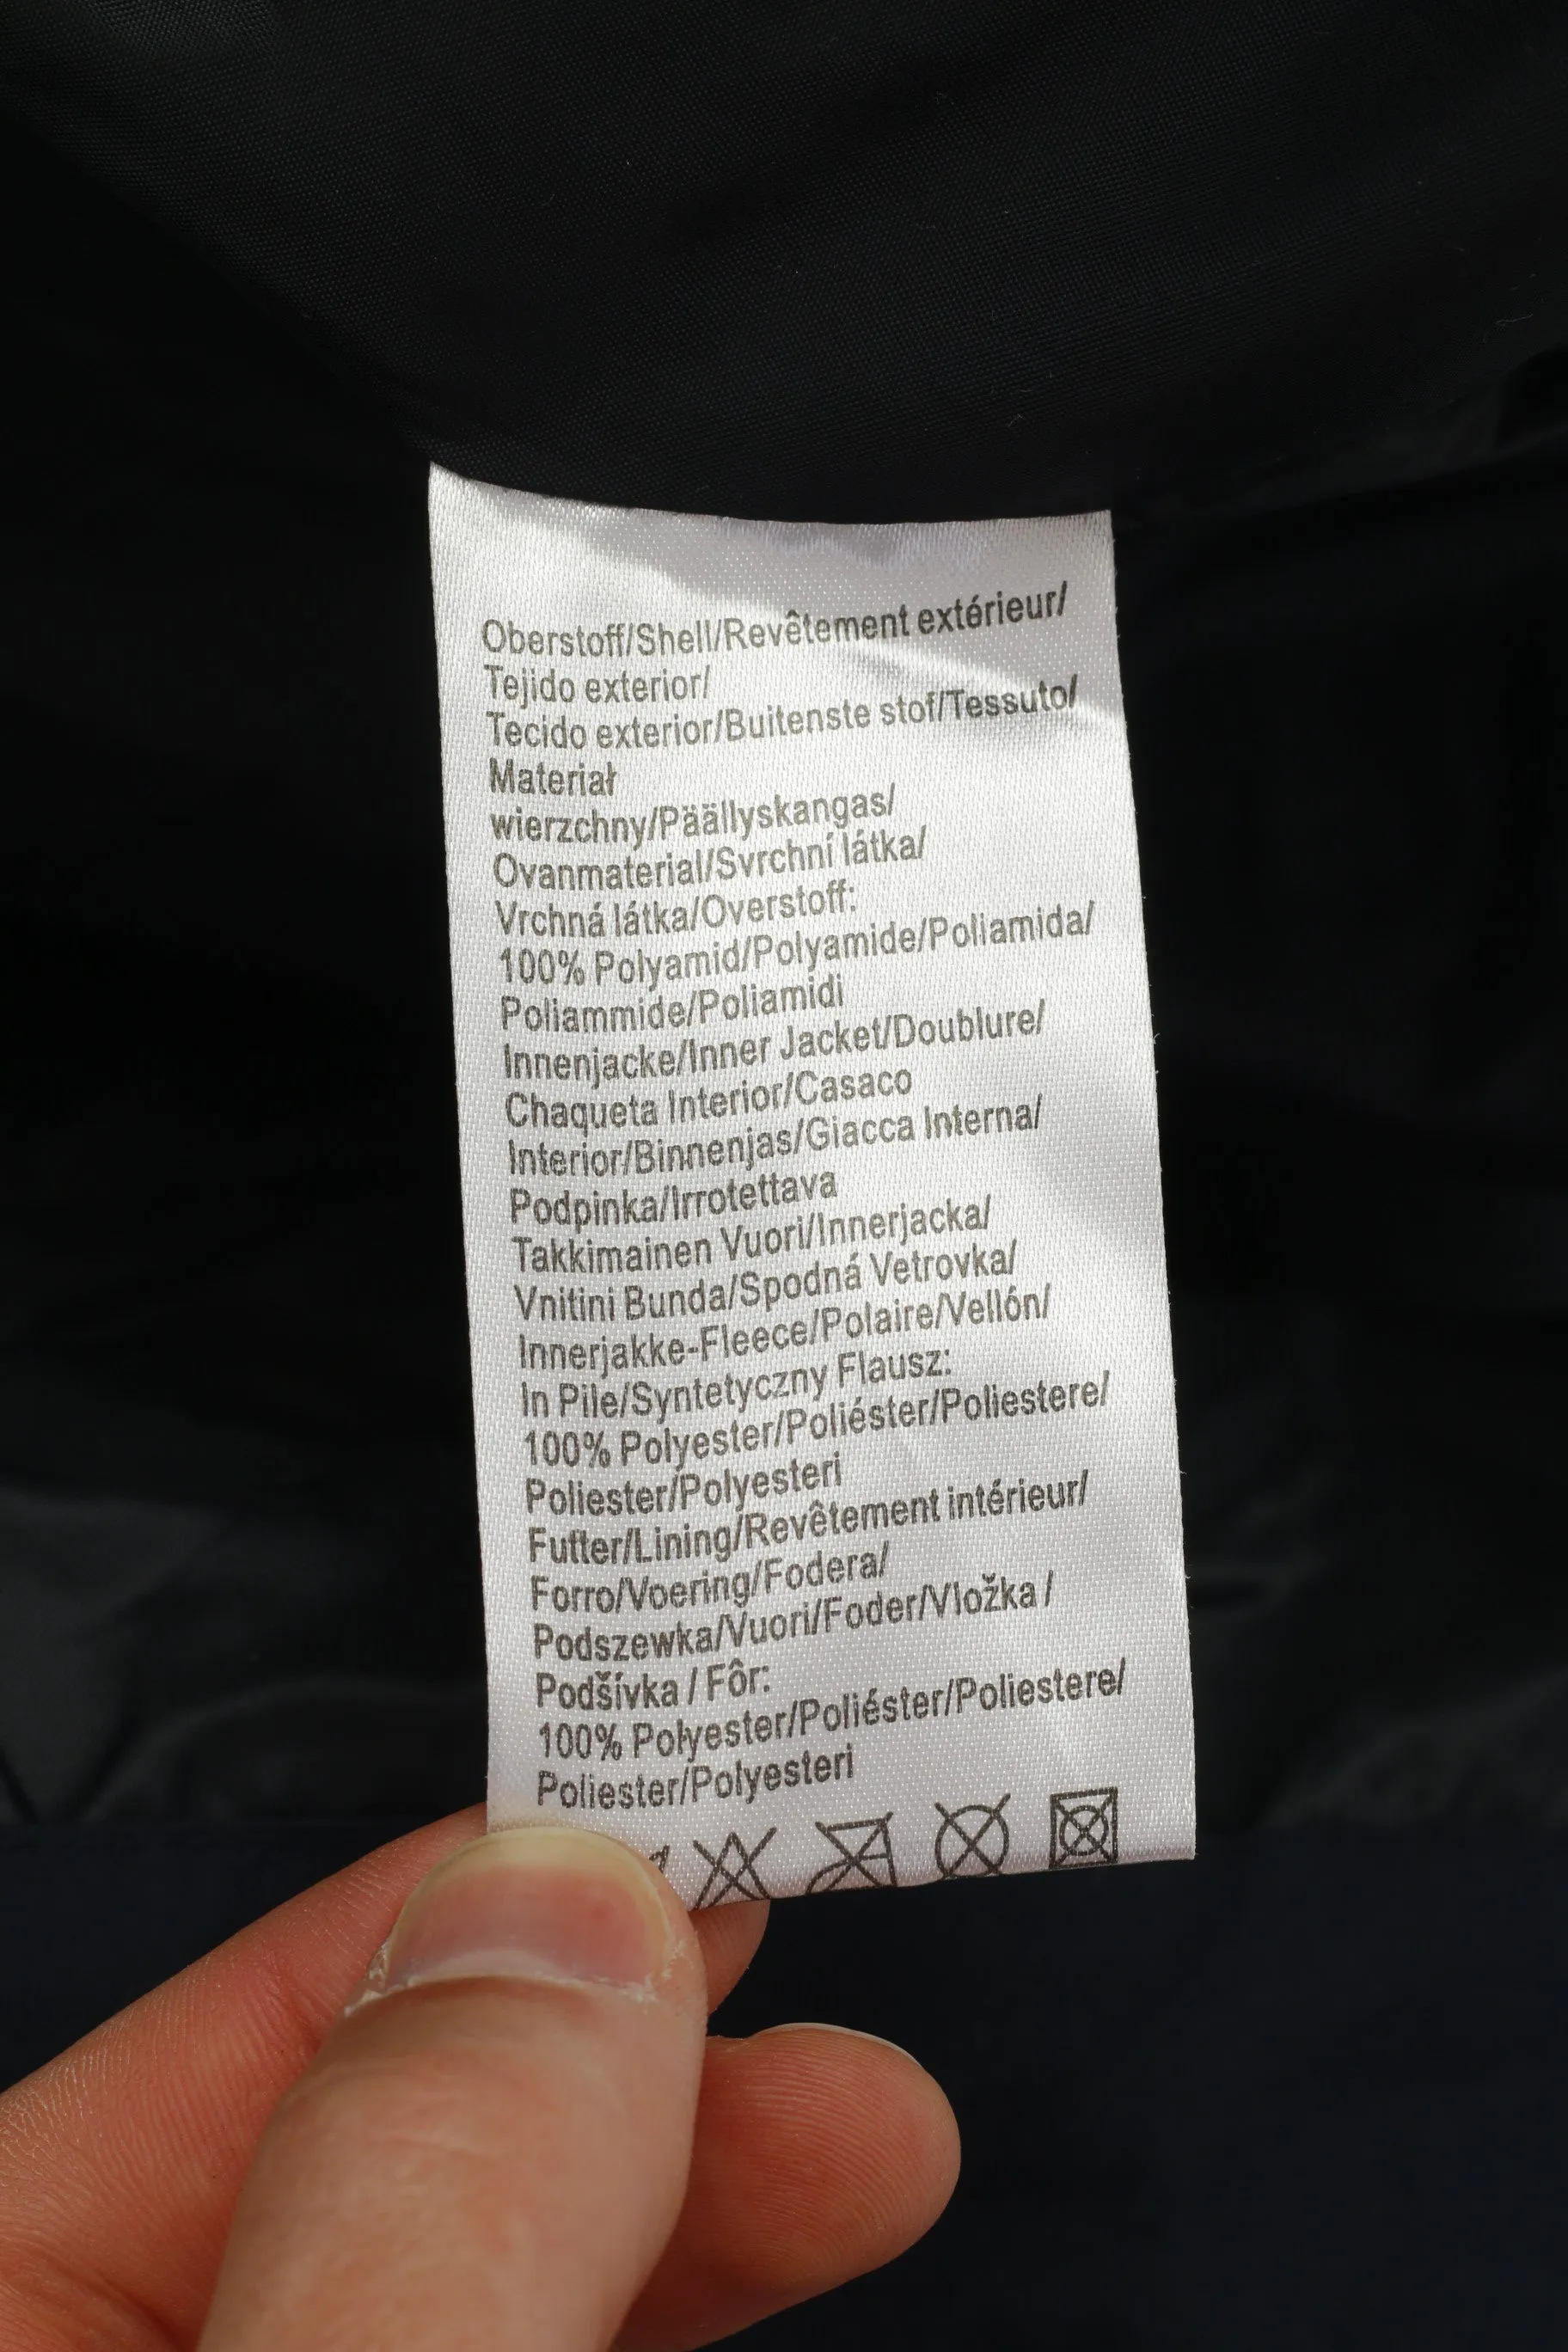 Oberstoff/Shell/Revêtement extérieur/
Tejido exterior/
Tecido exterior/Buitenste stof/Tessuto/
Materiał
wierzchny/Päällyskangas/
Ovanmaterial/Svrchní látka/
Vrchná látka/Overstoff:
100% Polyamid/Polyamide/Poliamida/
Poliammide/Poliamidi
Innenjacke/Inner Jacket/Doublure/
Chaqueta Interior/Casaco
Interior/Binnenjas/Giacca Interna/
Podpinka/Irrotettava
Takkimainen Vuori/Innerjacka/
Vnitini Bunda/Spodná Vetrovka/
Innerjakke-Fleece/Polaire/Vellón/
In Pile/Syntetyczny Flausz:
100% Polyester/Poliéster/Poliestere/
Poliester/Polyesteri
Futter/Lining/Revêtement intérieur/
Forro/Voering/Fodera/
Podszewka/Vuori/Foder/Vložka /
Podšívka / Fôr:
100% Polyester/Poliéster/Poliestere/
Poliester/Polyesteri